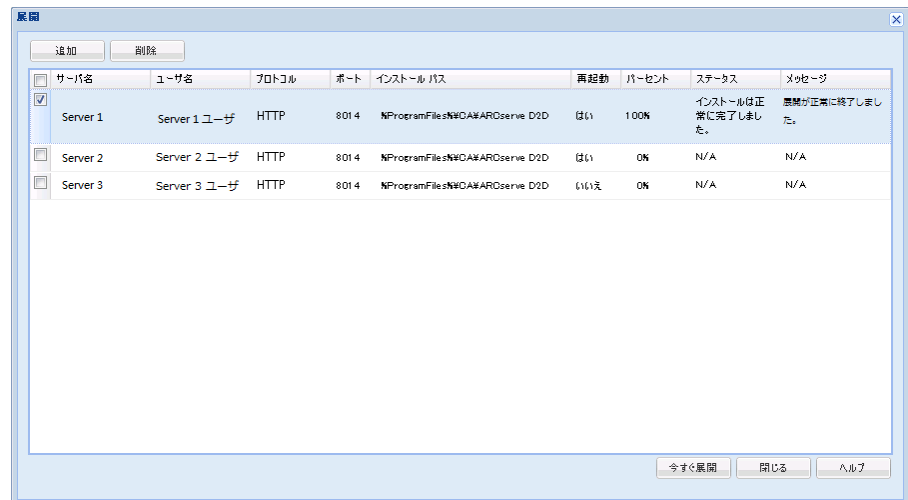 展開
追加 削除
サーバ名 ユーザ名 プロトコル ポート インストール パス 再起動 パーセント ステータス メッセージ
Server 1 Server 1 ユーザ HTTP 8014 %ProgramFiles%¥CA¥ARCserve D2D はい 100% インストールは正常に完了しました。 展開が正常に終了しました。
Server 2 Server 2 ユーザ HTTP 8014 %ProgramFiles%¥CA¥ARCserve D2D はい 0% N/A N/A
Server 3 Server 3 ユーザ HTTP 8014 %ProgramFiles%¥CA¥ARCserve D2D いいえ 0% N/A N/A
今すぐ展開 閉じる ヘルプ